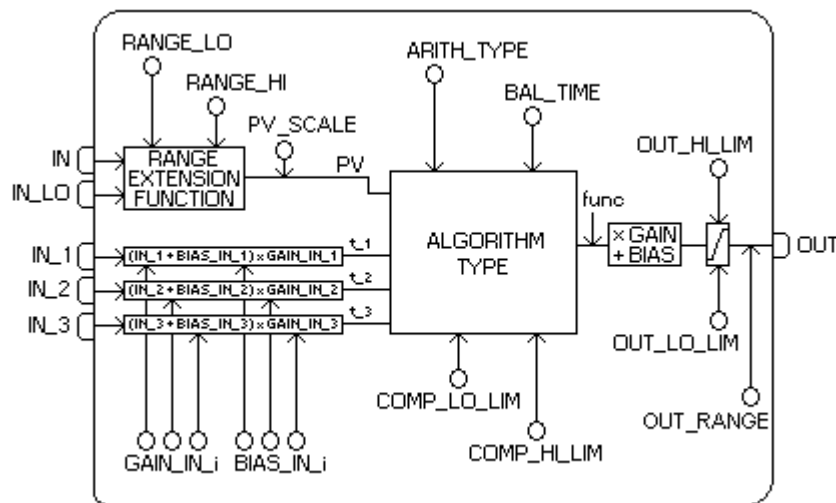 RANGE_LO
RANGE_HI
PV_SCALE
ARITH_TYPE
BAL_TIME
OUT_HI_LIM
IN
IN_LO
RANGE
EXTENSION
FUNCTION
PV
func
IN_1
(IN_1+BIAS_IN_1)×GAIN_IN_1
t_1
IN_2
(IN_2+BIAS_IN_2)×GAIN_IN_2
t_2
IN_3
(IN_3+BIAS_IN_3)×GAIN_IN_3
t_3
ALGORITHM
TYPE
×GAIN
+BIAS
OUT
OUT_LO_LIM
COMP_LO_LIM
COMP_HI_LIM
OUT_RANGE
GAIN_IN_i
BIAS_IN_i